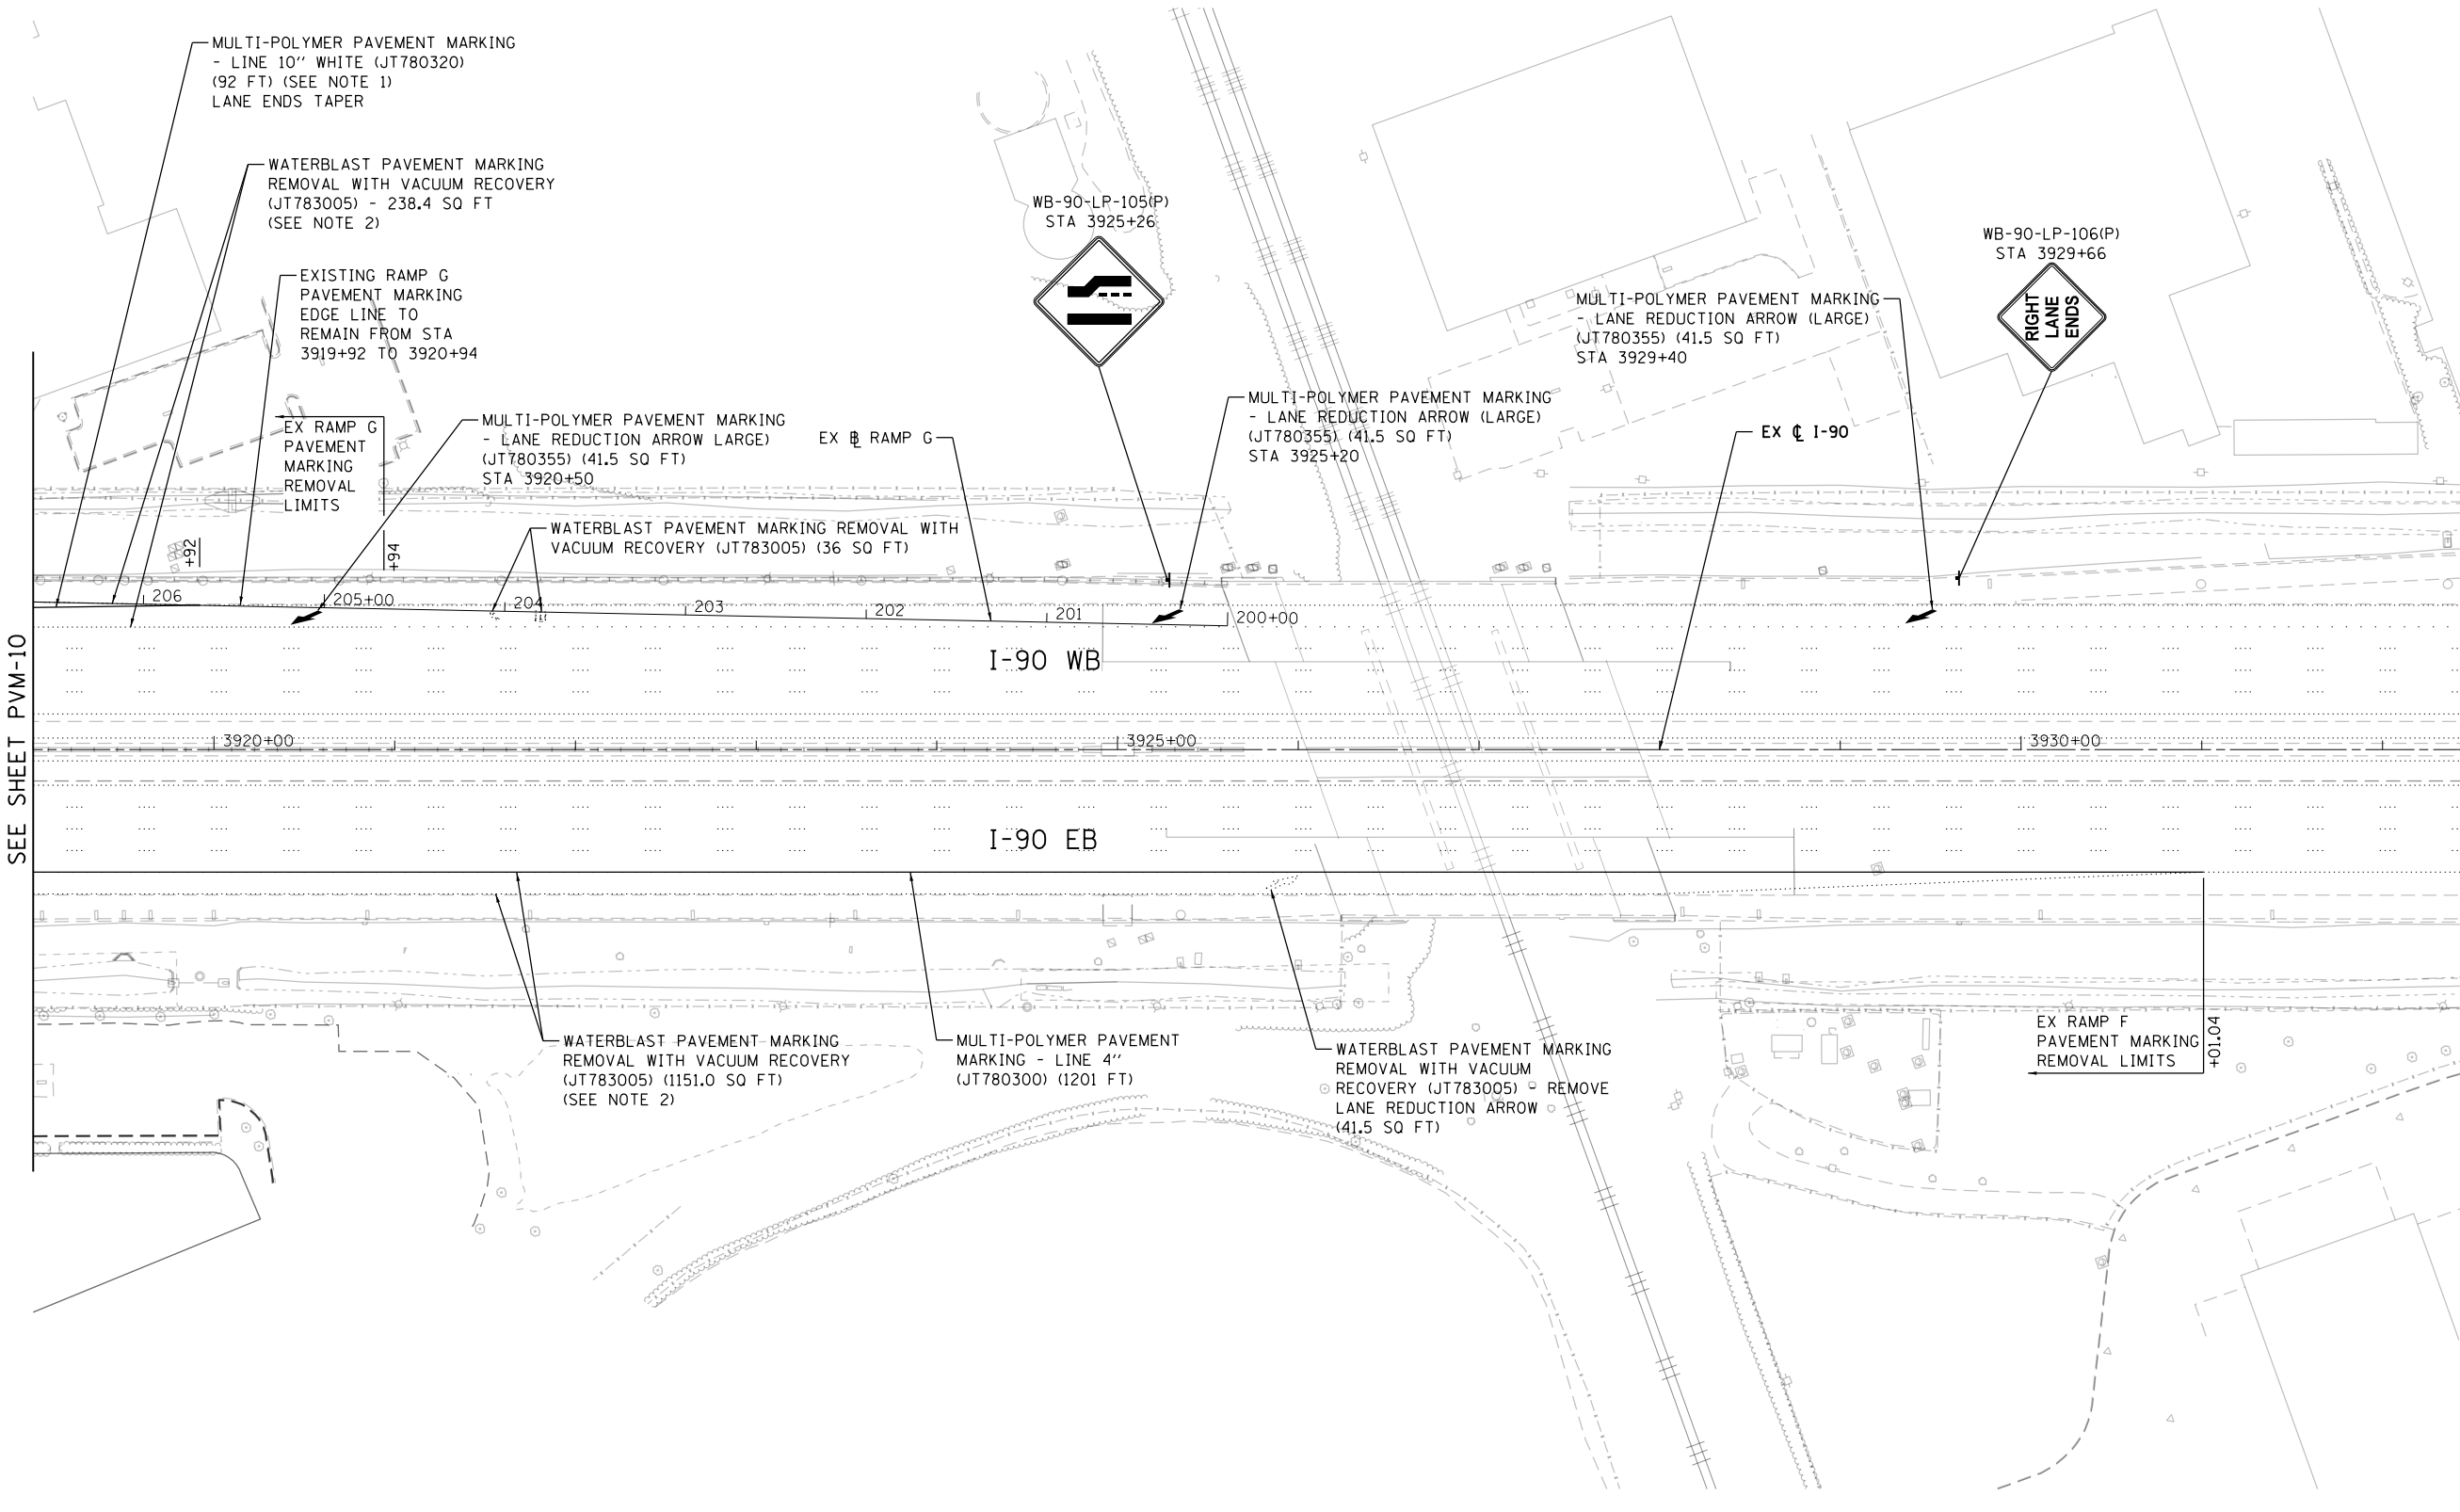 MULTI-POLYMER PAVEMENT MARKING
- LINE 10'' WHITE (JT780320)
(92 FT) (SEE NOTE 1)
LANE ENDS TAPER
WATERBLAST PAVEMENT MARKING
REMOVAL WITH VACUUM RECOVERY
(JT783005) - 238.4 SQ FT
(SEE NOTE 2)
EXISTING RAMP G
PAVEMENT MARKING
EDGE LINE TO
REMAIN FROM STA
3919+92 TO 3920+94
EX RAMP G
PAVEMENT
MARKING
REMOVAL
LIMITS
MULTI-POLYMER PAVEMENT MARKING
- LANE REDUCTION ARROW LARGE)
(JT780355) (41.5 SQ FT)
STA 3920+50
EX BL RAMP G
WATERBLAST PAVEMENT MARKING REMOVAL WITH
VACUUM RECOVERY (JT783005) (36 SQ FT)
WB-90-LP-105(P)
STA 3925+26
MULTI-POLYMER PAVEMENT MARKING
- LANE REDUCTION ARROW (LARGE)
(JT780355) (41.5 SQ FT)
STA 3925+20
MULTI-POLYMER PAVEMENT MARKING
- LANE REDUCTION ARROW (LARGE)
(JT780355) (41.5 SQ FT)
STA 3929+40
EX CL I-90
WB-90-LP-106(P)
STA 3929+66
RIGHT
LANE
ENDS
+92
+94
206
205+00
204
203
202
201
200+00
I-90 WB
SEE SHEET PVM-10
3920+00
3925+00
3930+00
I-90 EB
WATERBLAST PAVEMENT MARKING
REMOVAL WITH VACUUM RECOVERY
(JT783005) (1151.0 SQ FT)
(SEE NOTE 2)
MULTI-POLYMER PAVEMENT
MARKING - LINE 4''
(JT780300) (1201 FT)
WATERBLAST PAVEMENT MARKING
REMOVAL WITH VACUUM
RECOVERY (JT783005) - REMOVE
LANE REDUCTION ARROW
(41.5 SQ FT)
EX RAMP F
PAVEMENT MARKING
REMOVAL LIMITS
+01.04